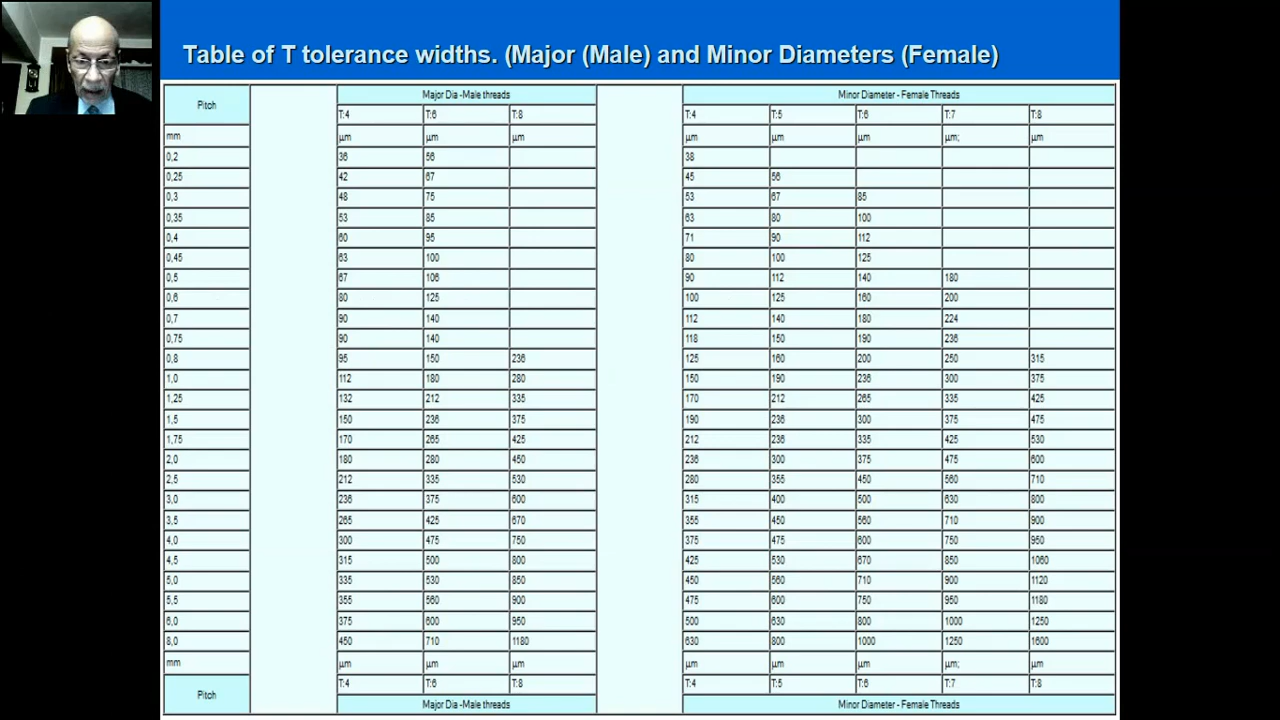 Table of T tolerance widths. (Major (Male) and Minor Diameters (Female)
Pitch Major Dia -Male threads Minor Diameter - Female Threads
T:4 T:6 T:8 T:4 T:5 T:6 T:7 T:8
mm µm µm µm µm µm µm µm; µm
0,2 36 56 38
0,25 42 67 45 56
0,3 48 75 53 67 85
0,35 53 85 63 80 100
0,4 60 95 71 90 112
0,45 63 100 80 100 125
0,5 67 106 90 112 140 180
0,6 80 125 100 125 160 200
0,7 90 140 112 140 180 224
0,75 90 140 118 150 190 236
0,8 95 150 236 125 160 200 250 315
1,0 112 180 280 150 190 236 300 375
1,25 132 212 335 170 212 265 335 425
1,5 150 236 375 190 236 300 375 475
1,75 170 265 425 212 236 335 425 530
2,0 180 280 450 236 300 375 475 600
2,5 212 335 530 280 355 450 560 710
3,0 236 375 600 315 400 500 630 800
3,5 265 425 670 355 450 560 710 900
4,0 300 475 750 375 475 600 750 950
4,5 315 500 800 425 530 670 850 1060
5,0 335 530 850 450 560 710 900 1120
5,5 355 560 900 475 600 750 950 1180
6,0 375 600 950 500 630 800 1000 1250
8,0 450 710 1180 630 800 1000 1250 1600
mm µm µm µm µm µm µm µm; µm
Pitch T:4 T:6 T:8 T:4 T:5 T:6 T:7 T:8
Major Dia -Male threads Minor Diameter - Female Threads